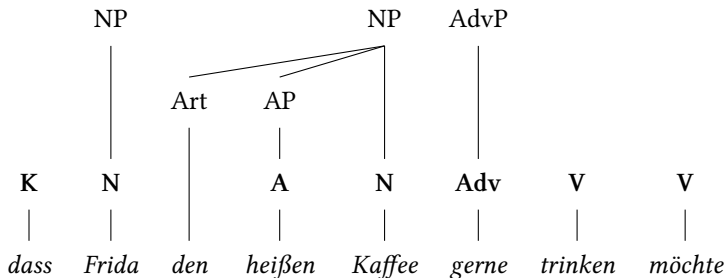 NP NP AdvP
Art AP
K N A N Adv V V
dass Frida den heißen Kaffee gerne trinken möchte